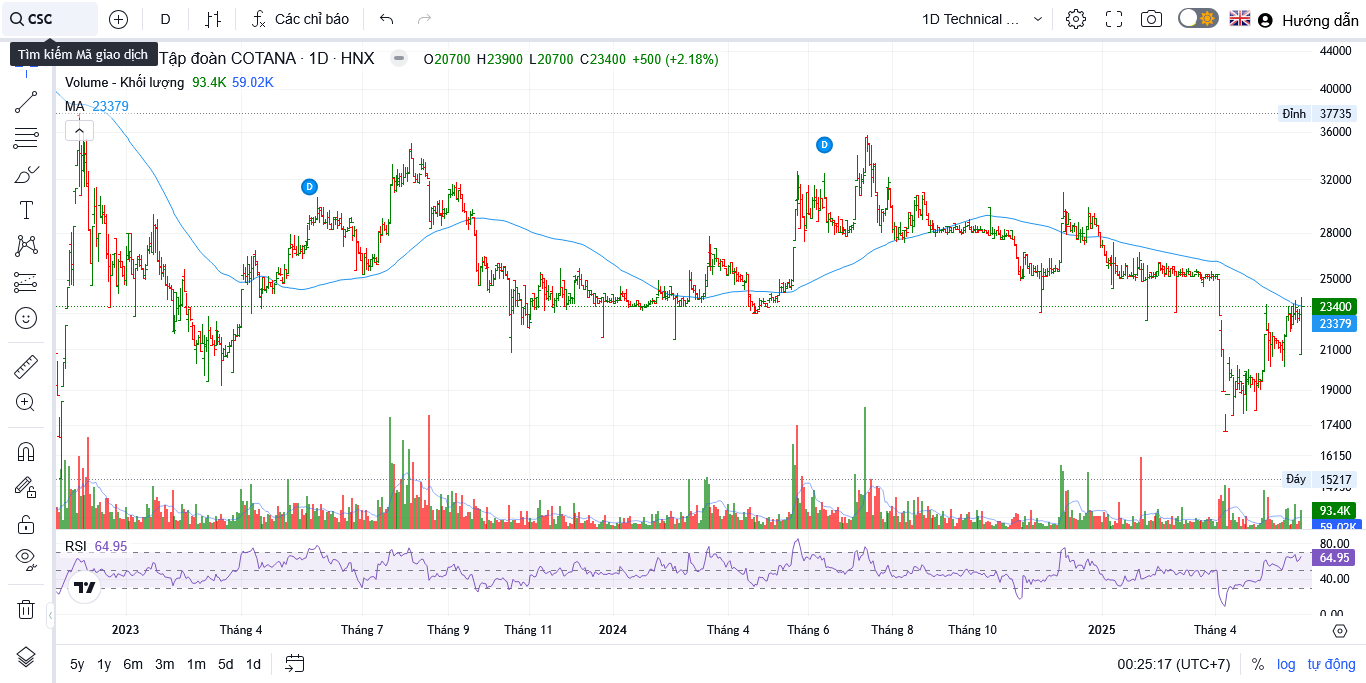 CSC
D
Các chỉ báo
1D Technical ...
Hướng dẫn
Tìm kiếm Mã giao dịch
Tập đoàn COTANA · 1D · HNX
O20700 H23900 L20700 C23400 +500 (+2.18%)
Volume - Khối lượng 93.4K 59.02K
MA 23379
44000
40000
Đỉnh 37735
36000
32000
28000
25000
23400
23379
21000
19000
17400
16150
Đáy 15217
93.4K
59.02K
D
D
RSI 64.95
80.00
64.95
40.00
0.00
2023 Tháng 4 Tháng 7 Tháng 9 Tháng 11 2024 Tháng 4 Tháng 6 Tháng 8 Tháng 10 2025 Tháng 4
5y 1y 6m 3m 1m 5d 1d
00:25:17 (UTC+7) % log tự động